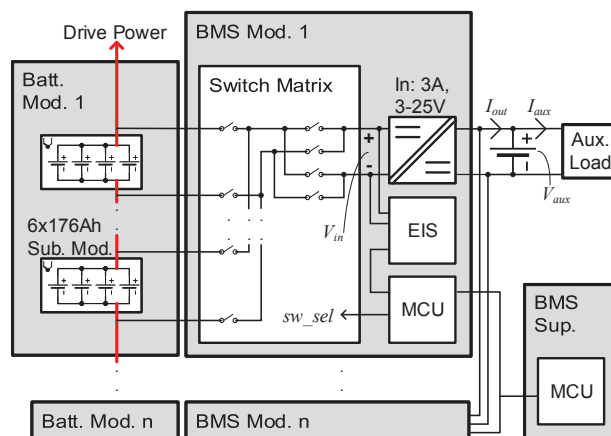 Drive Power
BMS Mod. 1
Batt.
Mod. 1
Switch Matrix
In: 3A,
3-25V
I_out
I_aux
+
-
Aux.
Load
V_aux
+
-
V_in
6x176Ah
Sub. Mod.
EIS
MCU
sw_sel
BMS
Sup.
MCU
Batt. Mod. n
BMS Mod. n